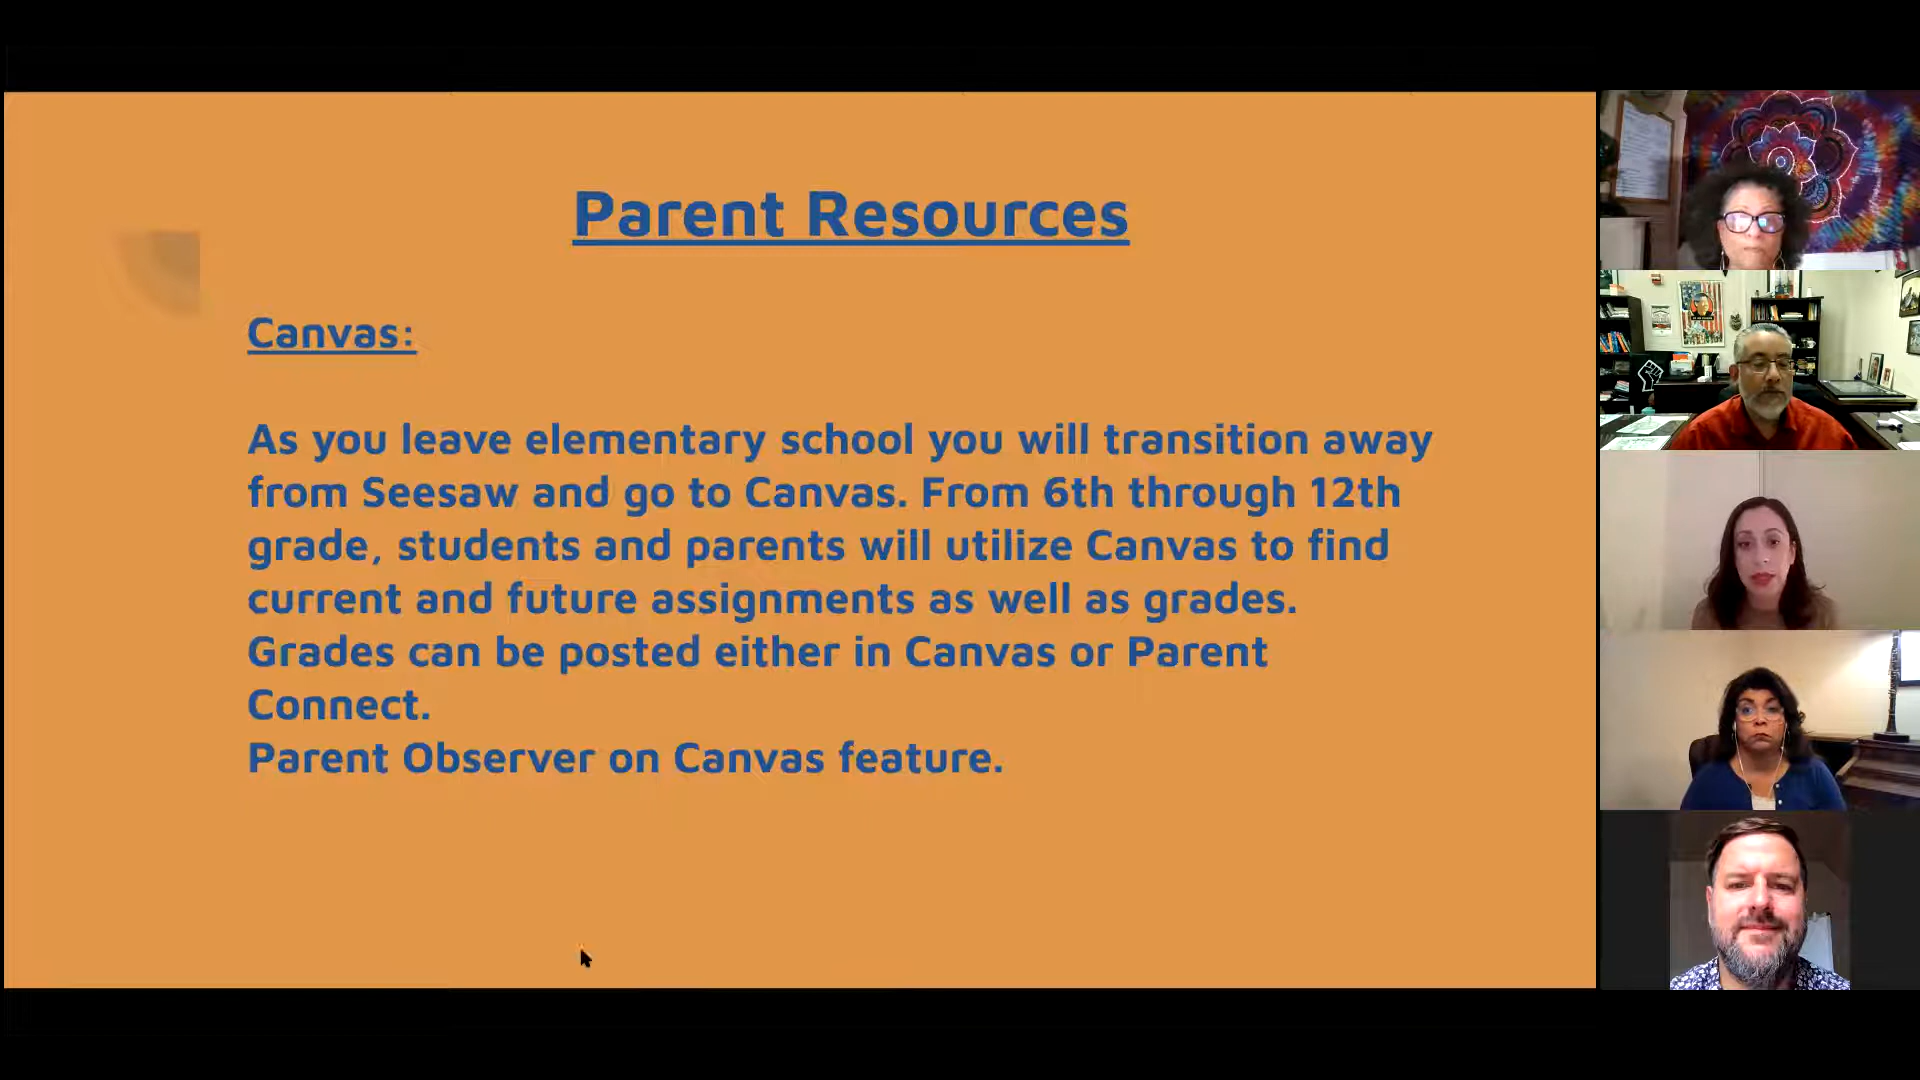 Parent Resources
Canvas:
As you leave elementary school you will transition away
from Seesaw and go to Canvas. From 6th through 12th
grade, students and parents will utilize Canvas to find
current and future assignments as well as grades.
Grades can be posted either in Canvas or Parent
Connect.
Parent Observer on Canvas feature.